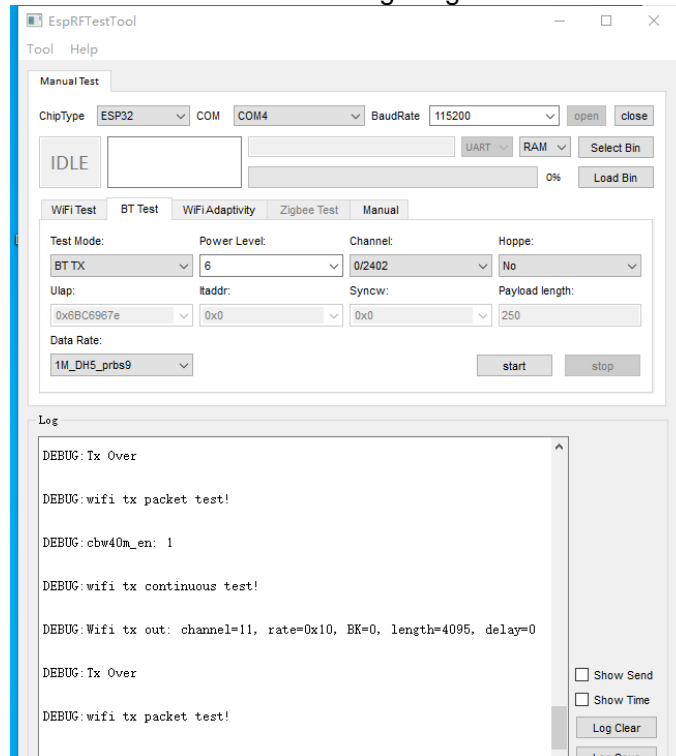 EspRFTestTool
Tool Help
Manual Test
ChipType ESP32 COM COM4 BaudRate 115200 open close
IDLE UART RAM Select Bin
0% Load Bin
WiFi Test BT Test WiFi Adaptivity Zigbee Test Manual
Test Mode: Power Level: Channel: Hoppe:
BT TX 6 0/2402 No
Ulap: ltaddr: Syncw: Payload length:
0x6BC6967e 0x0 0x0 250
Data Rate:
1M_DH5_prbs9 start stop
Log
DEBUG:Tx Over
DEBUG:wifi tx packet test!
DEBUG:cbw40m_en: 1
DEBUG:wifi tx continuous test!
DEBUG:Wifi tx out: channel=11, rate=0x10, BK=0, length=4095, delay=0
DEBUG:Tx Over
Show Send
Show Time
DEBUG:wifi tx packet test!
Log Clear